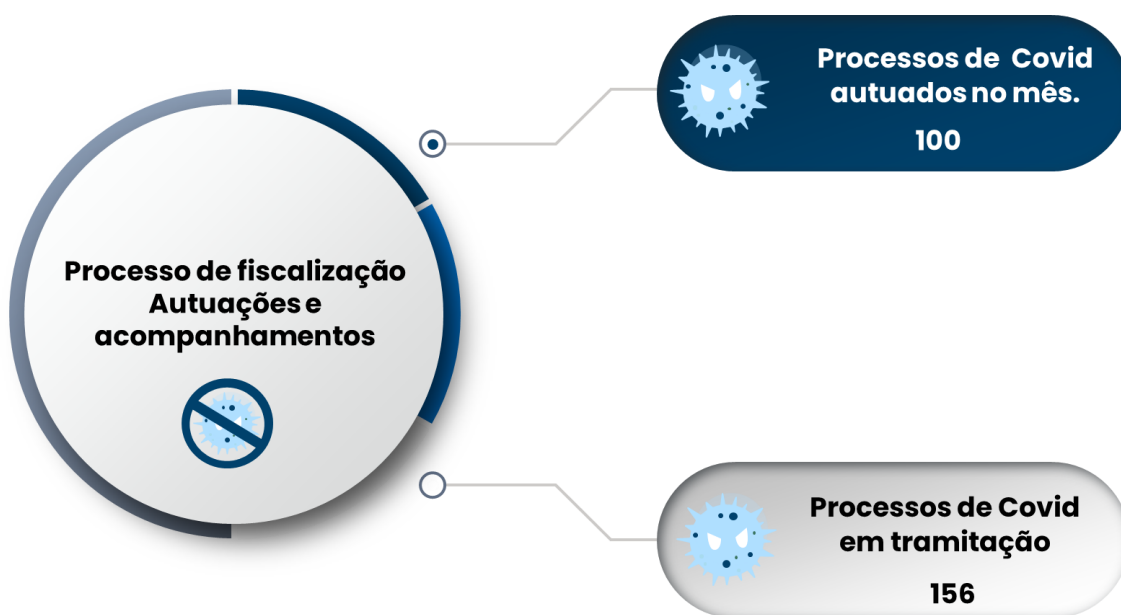 Processos de Covid
autuados no mês.
100
Processo de fiscalização
Autuações e
acompanhamentos
Processos de Covid
em tramitação
156